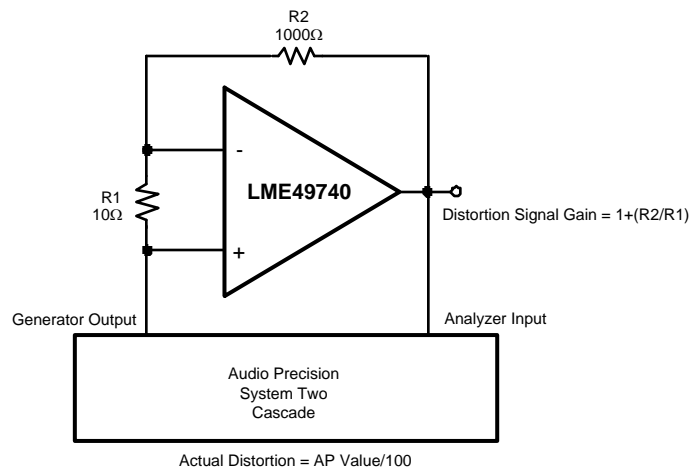 R2
1000Ω
-
LME49740
R1
10Ω
Distortion Signal Gain = 1+(R2/R1)
+
Generator Output
Analyzer Input
Audio Precision
System Two
Cascade
Actual Distortion = AP Value/100